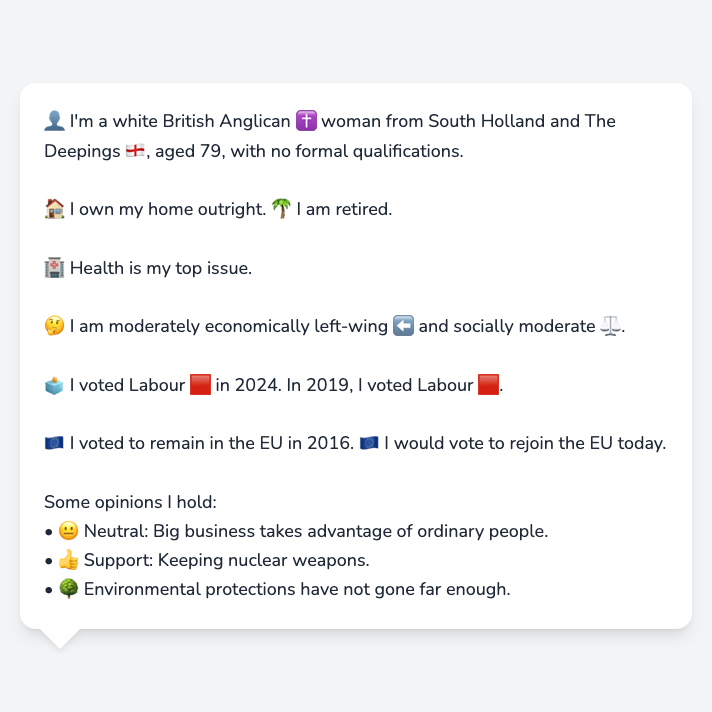 👤 I'm a white British Anglican ✝️ woman from South Holland and The
Deepings 🏴󠁧󠁢󠁥󠁮󠁧󠁿, aged 79, with no formal qualifications.
🏠 I own my home outright. 🌴 I am retired.
🏥 Health is my top issue.
🤔 I am moderately economically left-wing ⬅️ and socially moderate ⚖️.
🗳️ I voted Labour 🟥 in 2024. In 2019, I voted Labour 🟥.
🇪🇺 I voted to remain in the EU in 2016. 🇪🇺 I would vote to rejoin the EU today.
Some opinions I hold:
• 😐 Neutral: Big business takes advantage of ordinary people.
• 👍 Support: Keeping nuclear weapons.
• 🌳 Environmental protections have not gone far enough.